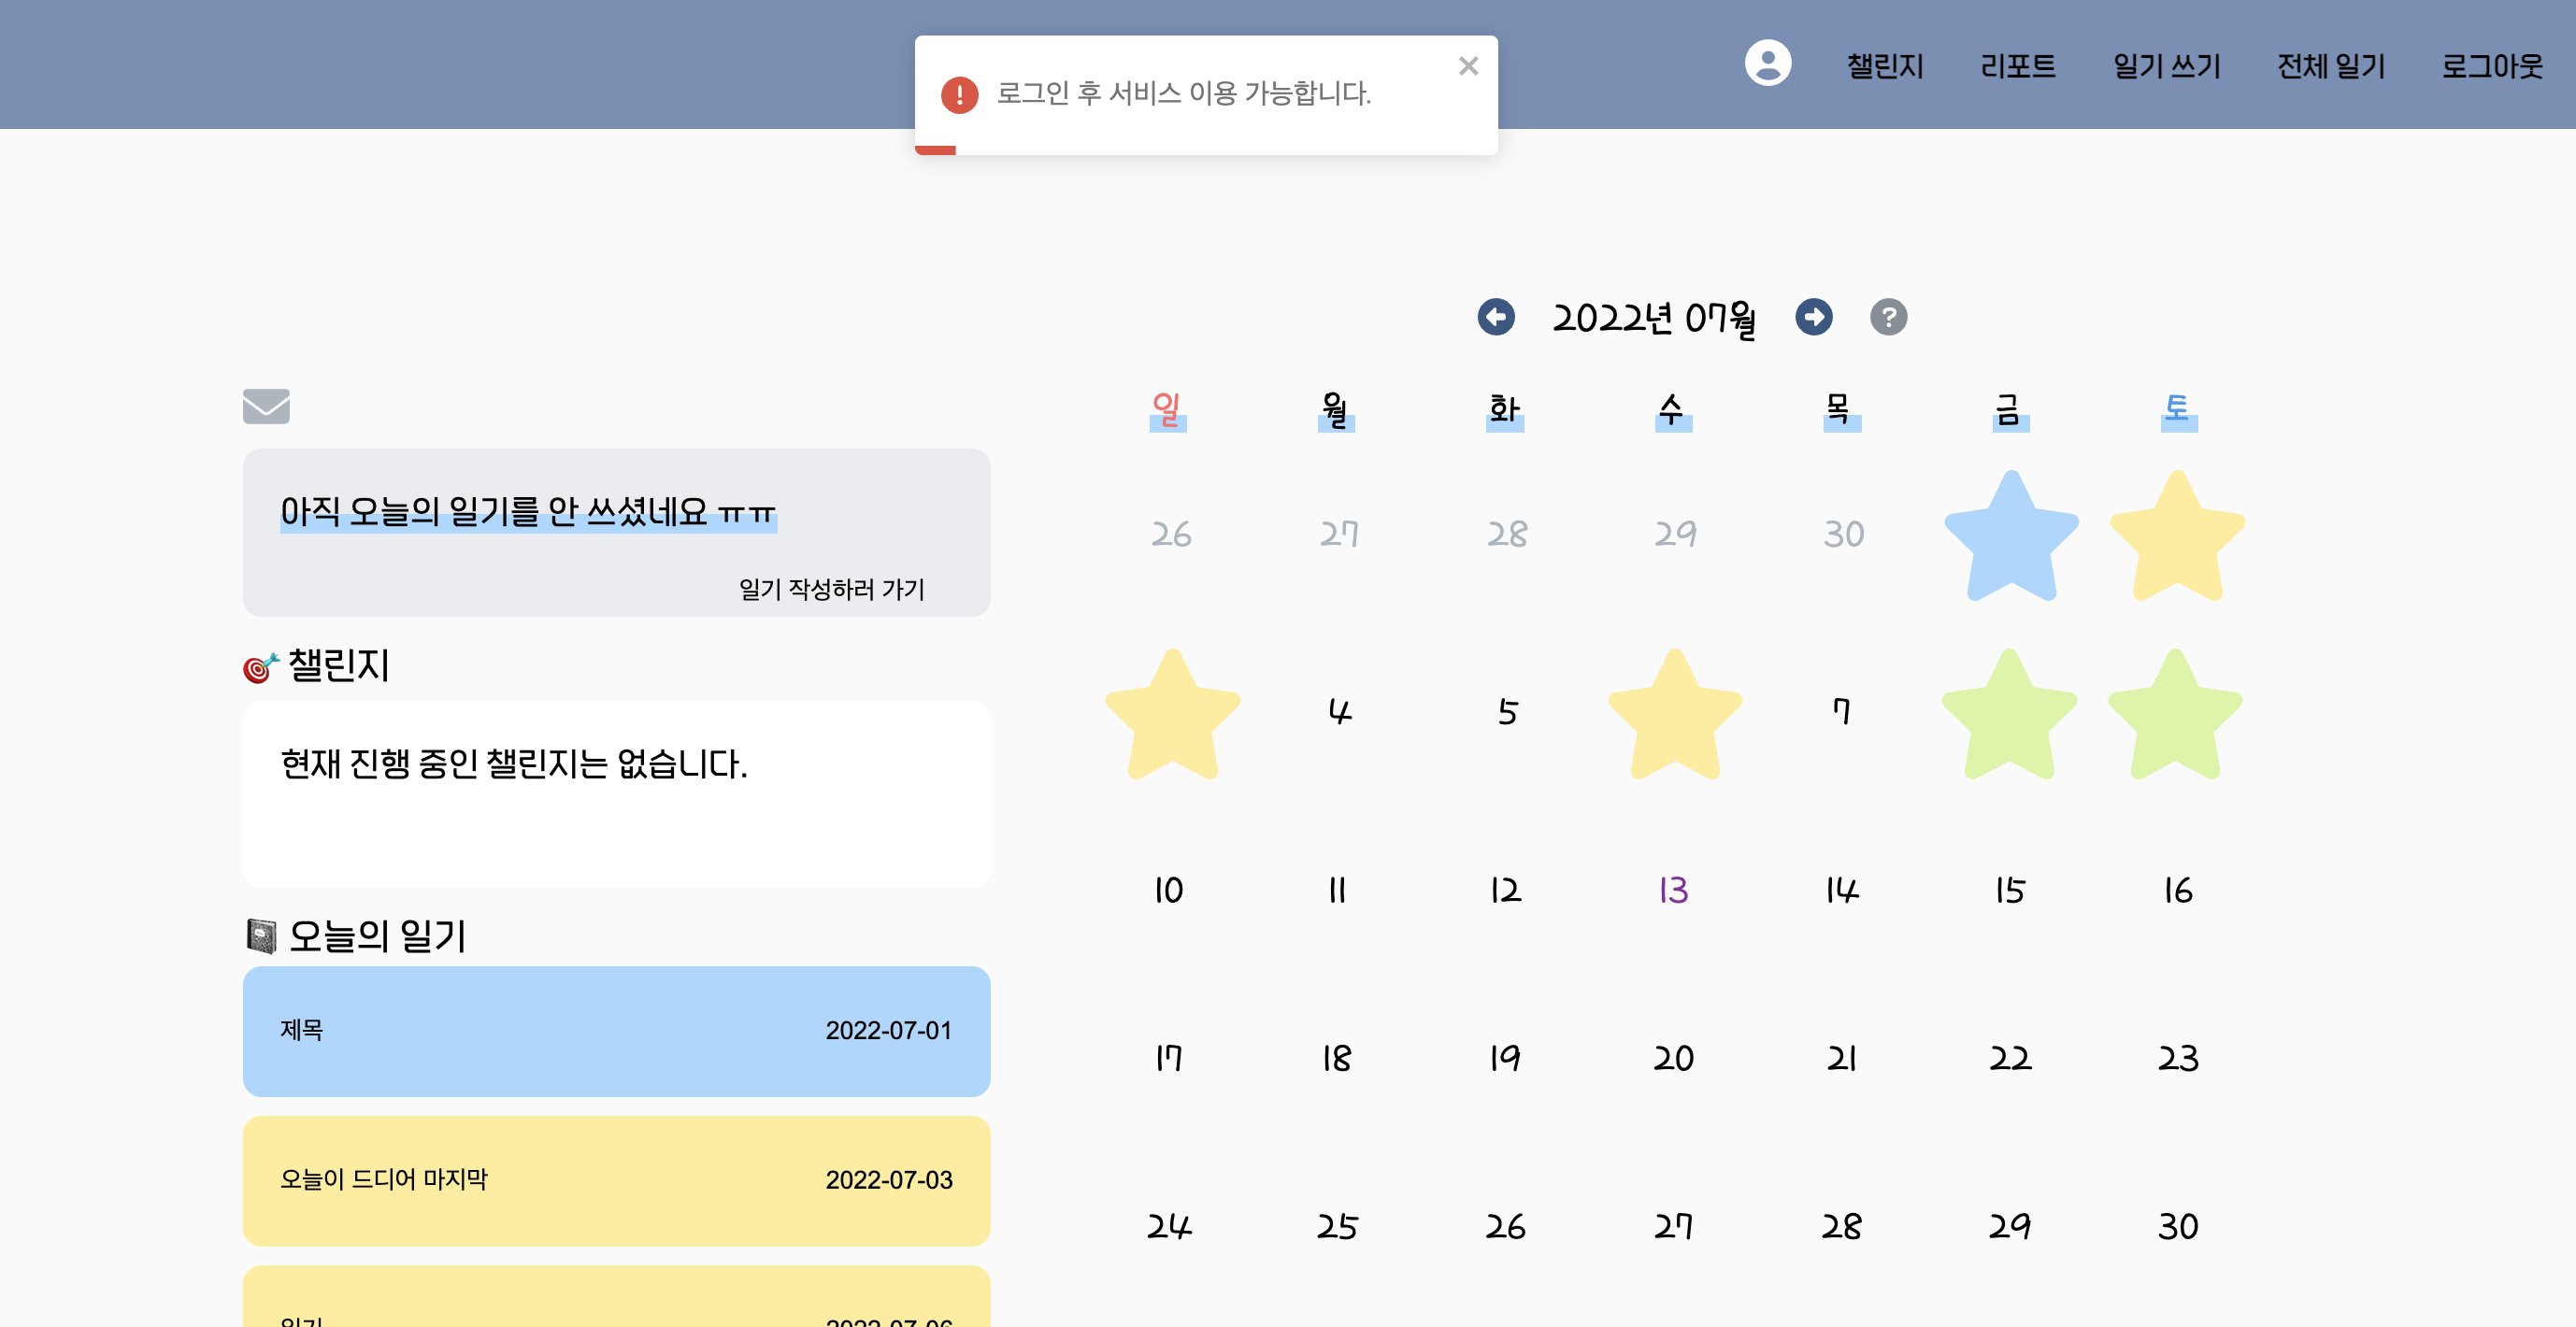 로그인 후 서비스 이용 가능합니다.
챌린지 리포트 일기 쓰기 전체 일기 로그아웃
2022년 07월
아직 오늘의 일기를 안 쓰셨네요 ㅠㅠ
일기 작성하러 가기
챌린지
현재 진행 중인 챌린지는 없습니다.
오늘의 일기
제목 2022-07-01
오늘이 드디어 마지막 2022-07-03
일기 2022-07-06
일 월 화 수 목 금 토
26 27 28 29 30
4 5 7
10 11 12 13 14 15 16
17 18 19 20 21 22 23
24 25 26 27 28 29 30